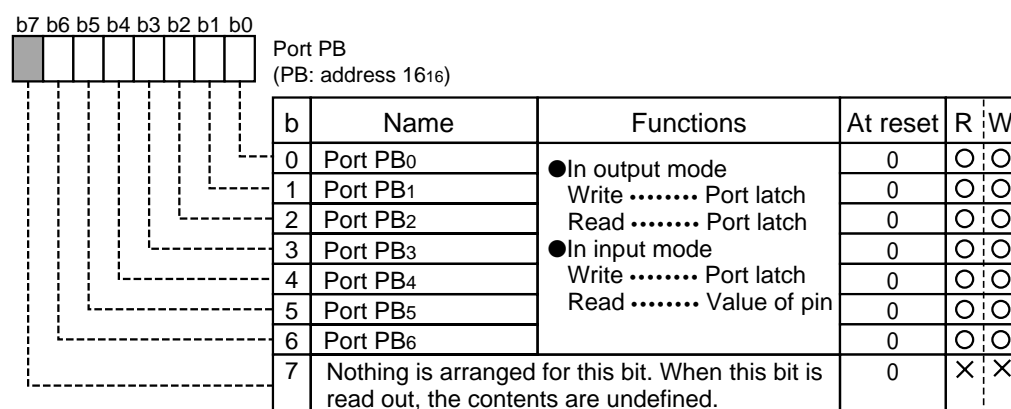 b7 b6 b5 b4 b3 b2 b1 b0
Port PB
(PB: address 1616)
b Name Functions At reset R W
0 Port PB0 0
1 Port PB1 0
2 Port PB2 0
3 Port PB3 0
4 Port PB4 0
5 Port PB5 0
6 Port PB6 0
●In output mode
Write ········ Port latch
Read ········ Port latch
●In input mode
Write ········ Port latch
Read ········ Value of pin
7 Nothing is arranged for this bit. When this bit is 0 × ×
read out, the contents are undefined.